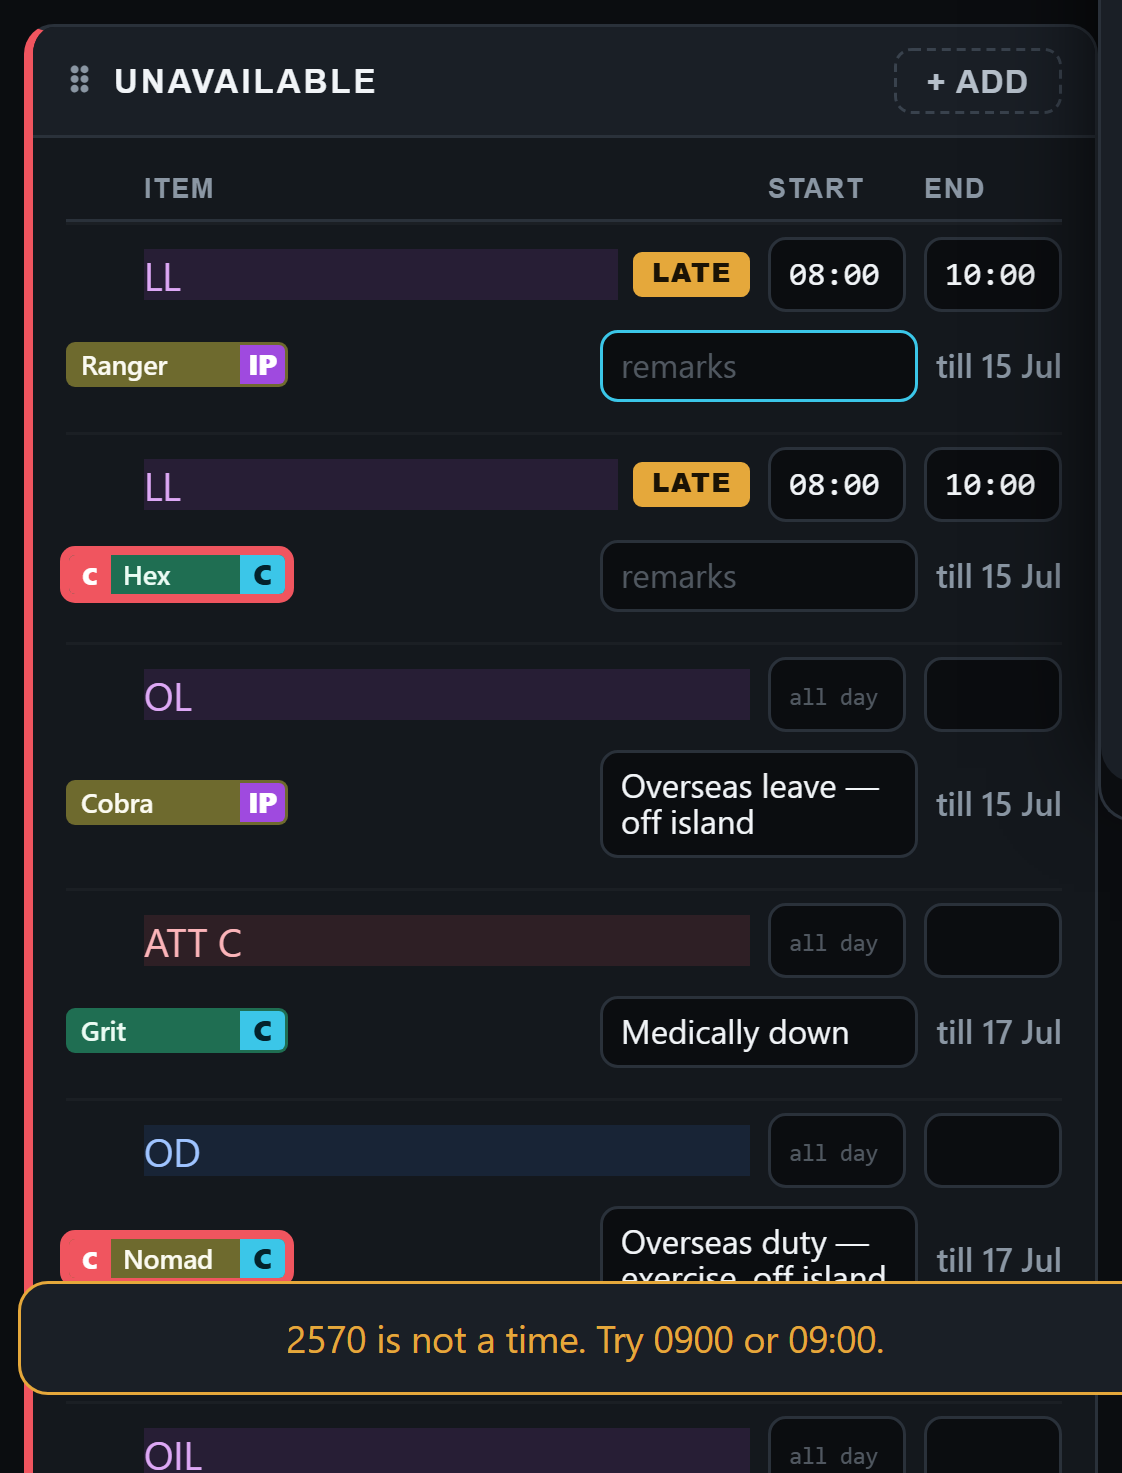 UNAVAILABLE
+ ADD
ITEM START END
LL LATE 08:00 10:00
Ranger IP remarks till 15 Jul
LL LATE 08:00 10:00
C Hex C remarks till 15 Jul
OL all day
Overseas leave —
Cobra IP till 15 Jul
off island
ATT C all day
Grit C Medically down till 17 Jul
OD all day
Overseas duty —
C Nomad C till 17 Jul
exercise, off island
2570 is not a time. Try 0900 or 09:00.
OIL all day